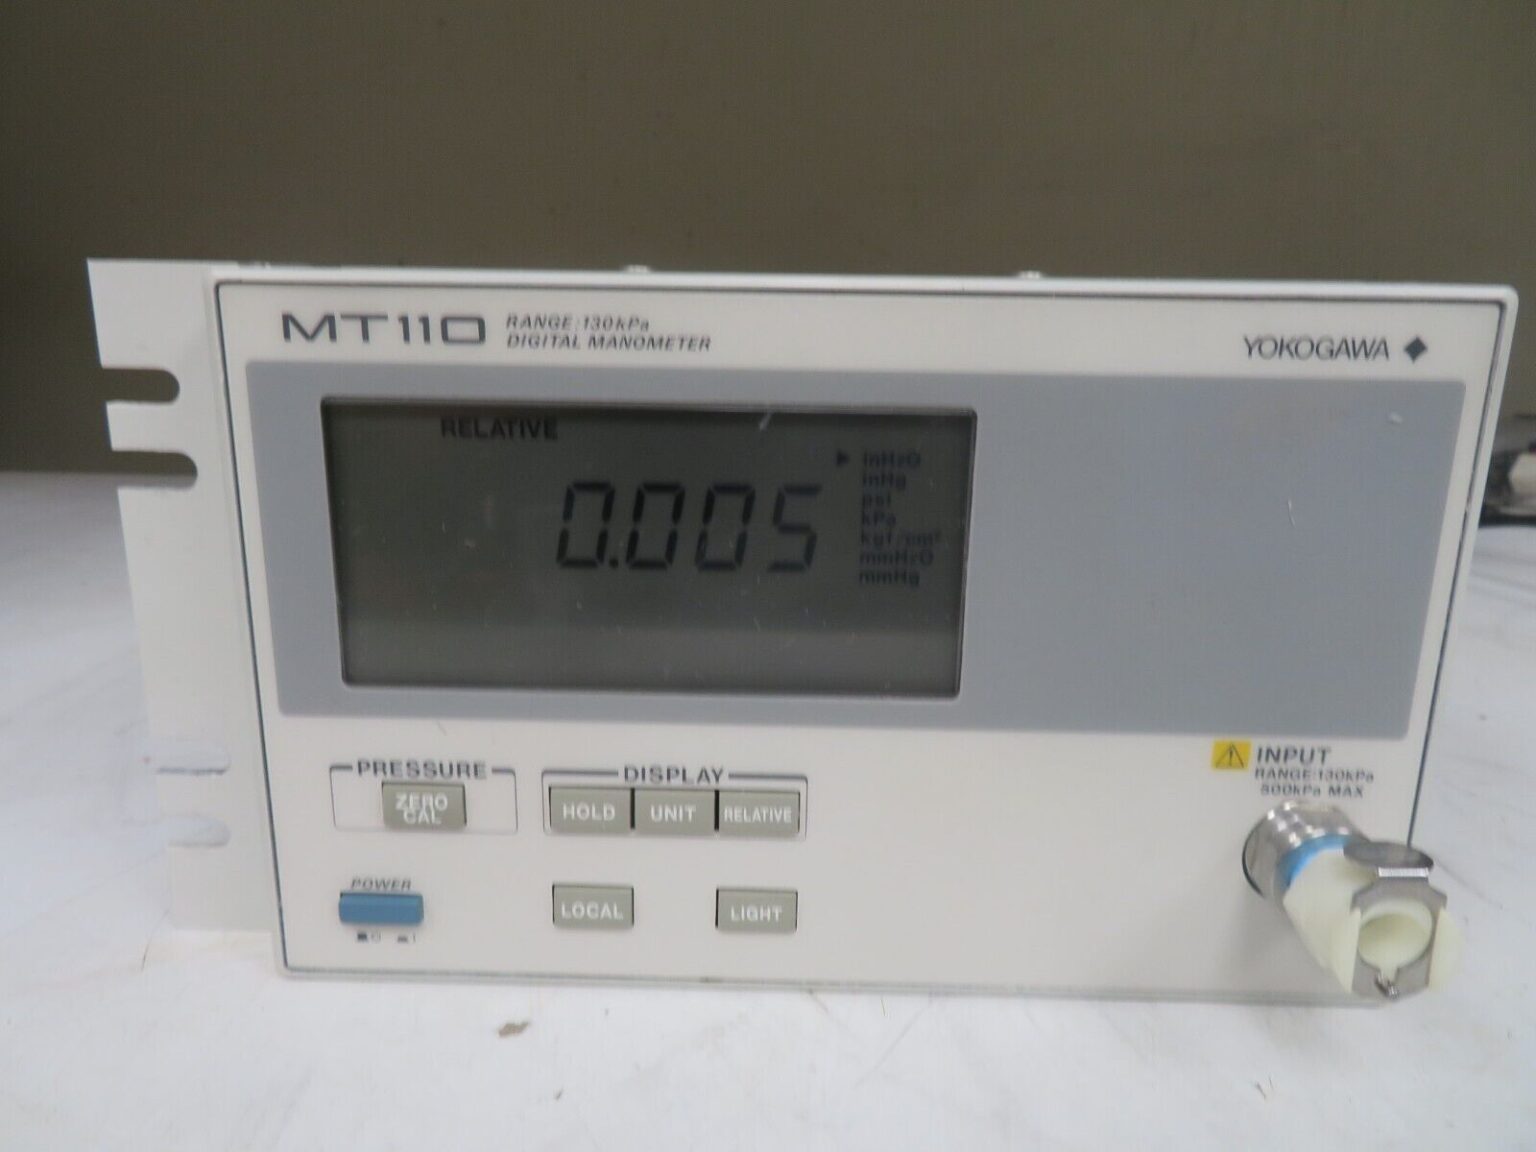 MT110
RANGE:130kPa
DIGITAL MANOMETER
YOKOGAWA
RELATIVE
0.005
inH2O
inHg
psi
kPa
kgf/cm²
mmH2O
mmHg
PRESSURE
ZERO
CAL
DISPLAY
HOLD
UNIT
RELATIVE
POWER
LOCAL
LIGHT
INPUT
RANGE:130kPa
500kPa MAX